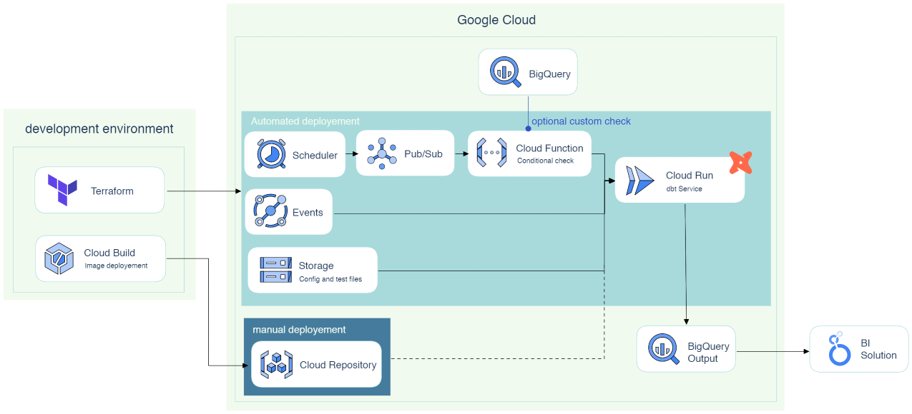 Google Cloud
BigQuery
development environment
Automated deployement
optional custom check
Scheduler
Pub/Sub
Cloud Function
Conditional check
Cloud Run
dbt Service
Terraform
Events
Cloud Build
Image deployement
Storage
Config and test files
manual deployement
Cloud Repository
BigQuery
Output
BI
Solution